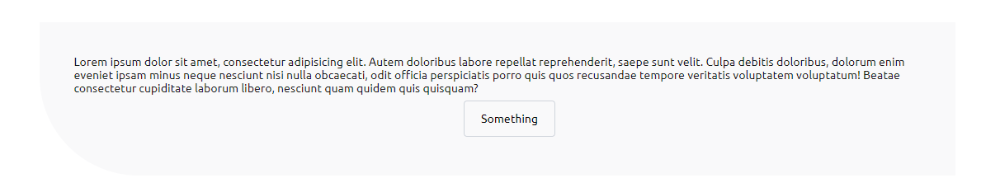 Lorem ipsum dolor sit amet, consectetur adipisicing elit. Autem doloribus labore repellat reprehenderit, saepe sunt velit. Culpa debitis doloribus, dolorum enim
eveniet ipsam minus neque nesciunt nisi nulla obcaecati, odit officia perspiciatis porro quis quos recusandae tempore veritatis voluptatem voluptatum! Beatae
consectetur cupiditate laborum libero, nesciunt quam quidem quis quisquam?
Something